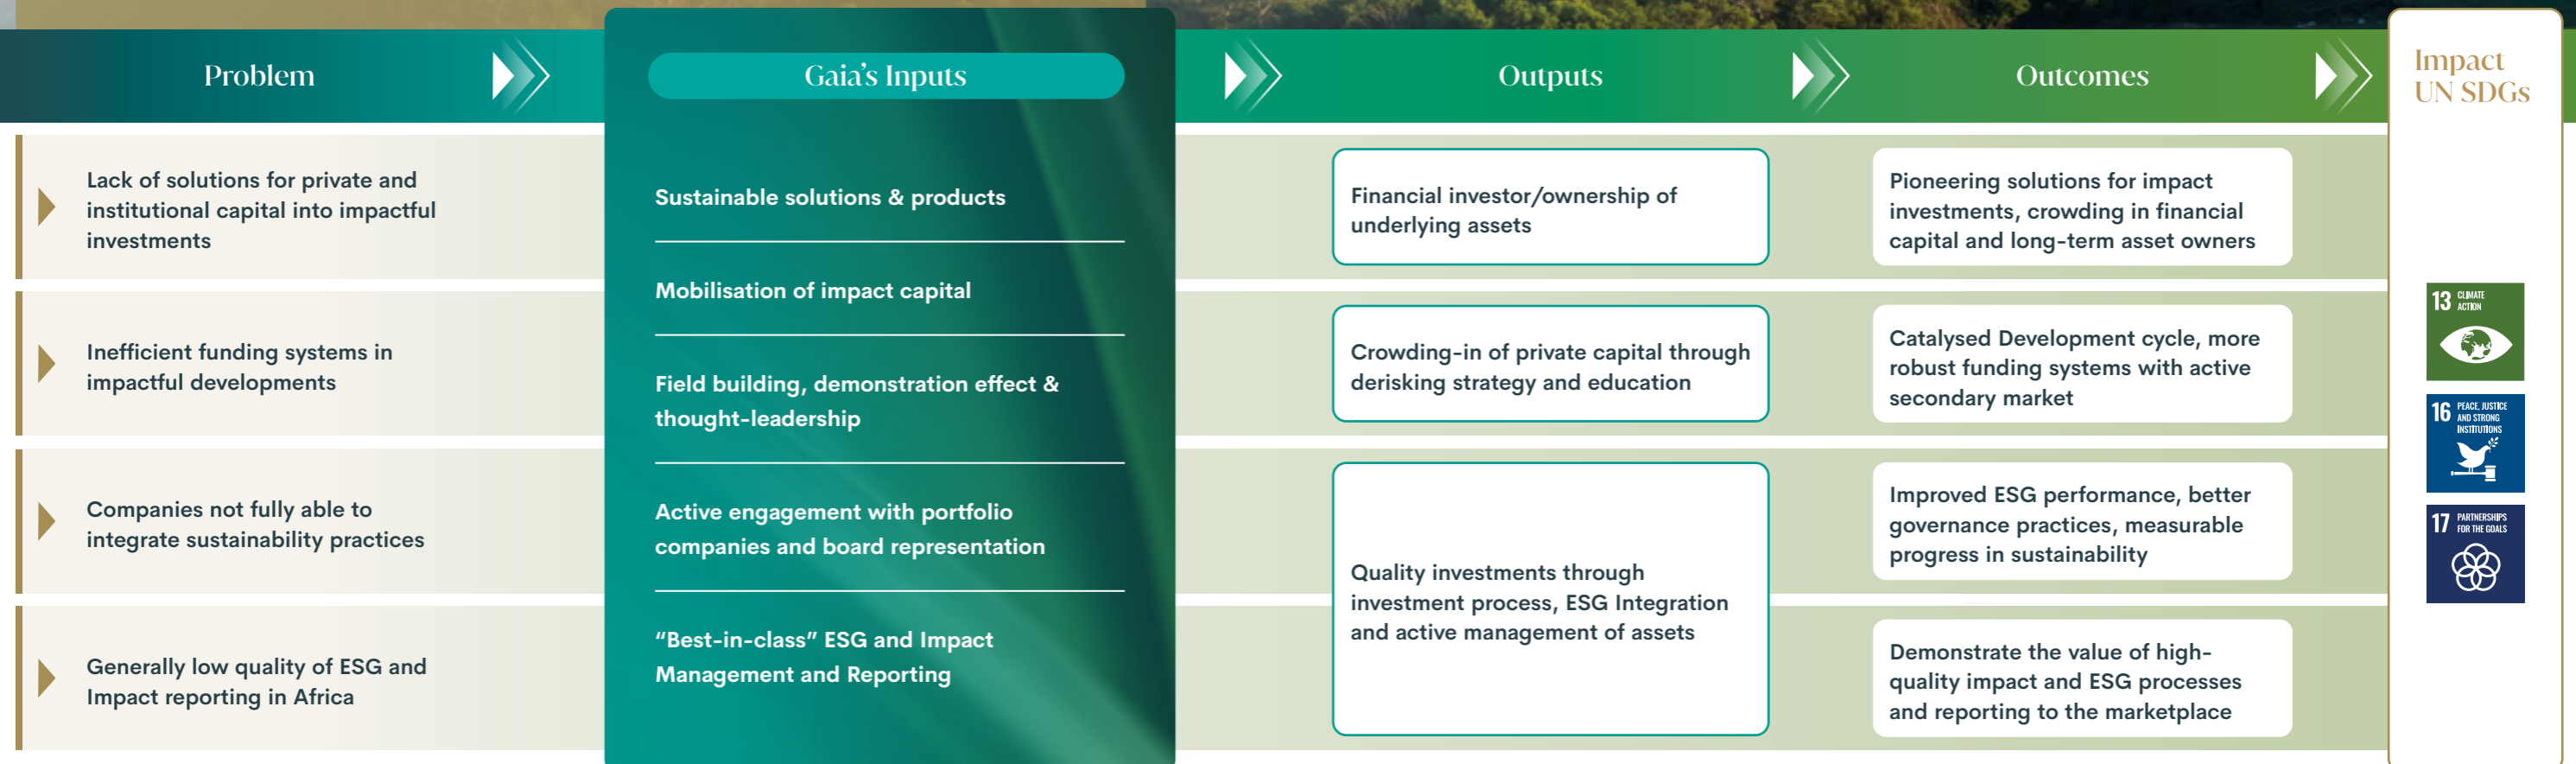 Problem
Gaia’s Inputs
Outputs
Outcomes
Impact
UN SDGs
Lack of solutions for private and
institutional capital into impactful
investments
Inefficient funding systems in
impactful developments
Companies not fully able to
integrate sustainability practices
Generally low quality of ESG and
Impact reporting in Africa
Sustainable solutions & products
Mobilisation of impact capital
Field building, demonstration effect &
thought-leadership
Active engagement with portfolio
companies and board representation
“Best-in-class” ESG and Impact
Management and Reporting
Financial investor/ownership of
underlying assets
Crowding-in of private capital through
derisking strategy and education
Quality investments through
investment process, ESG Integration
and active management of assets
Pioneering solutions for impact
investments, crowding in financial
capital and long-term asset owners
Catalysed Development cycle, more
robust funding systems with active
secondary market
Improved ESG performance, better
governance practices, measurable
progress in sustainability
Demonstrate the value of high-
quality impact and ESG processes
and reporting to the marketplace
13 CLIMATE
ACTION
16 PEACE, JUSTICE
AND STRONG
INSTITUTIONS
17 PARTNERSHIPS
FOR THE GOALS